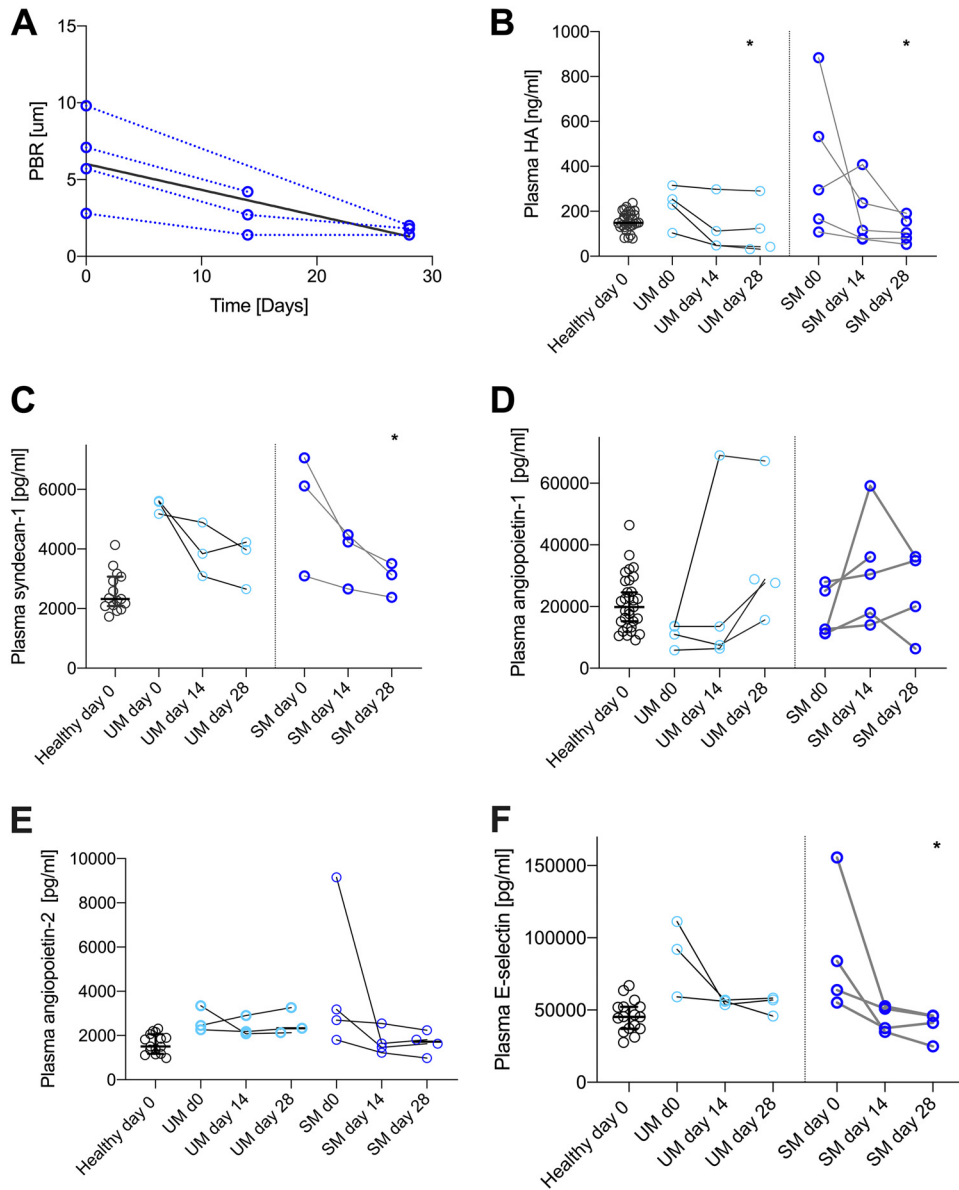 A
15
10
5
0
PBR [um]
0 10 20 30
Time [Days]
B
*
*
1000
800
600
400
200
0
Plasma HA [ng/ml]
Healthy day 0
UM d0
UM day 14
UM day 28
SM d0
SM day 14
SM day 28
C
*
6000
4000
2000
0
Plasma syndecan-1 [pg/ml]
Healthy day 0
UM day 0
UM day 14
UM day 28
SM day 0
SM day 14
SM day 28
D
60000
40000
20000
0
Plasma angiopoietin-1 [pg/ml]
Healthy day 0
UM d0
UM day 14
UM day 28
SM d0
SM day 14
SM day 28
E
10000
8000
6000
4000
2000
0
Plasma angiopoietin-2 [pg/ml]
Healthy day 0
UM d0
UM day 14
UM day 28
SM d0
SM day 14
SM day 28
F
*
150000
100000
50000
0
Plasma E-selectin [pg/ml]
Healthy day 0
UM d0
UM day 14
UM day 28
SM day 0
SM day 14
SM day 28